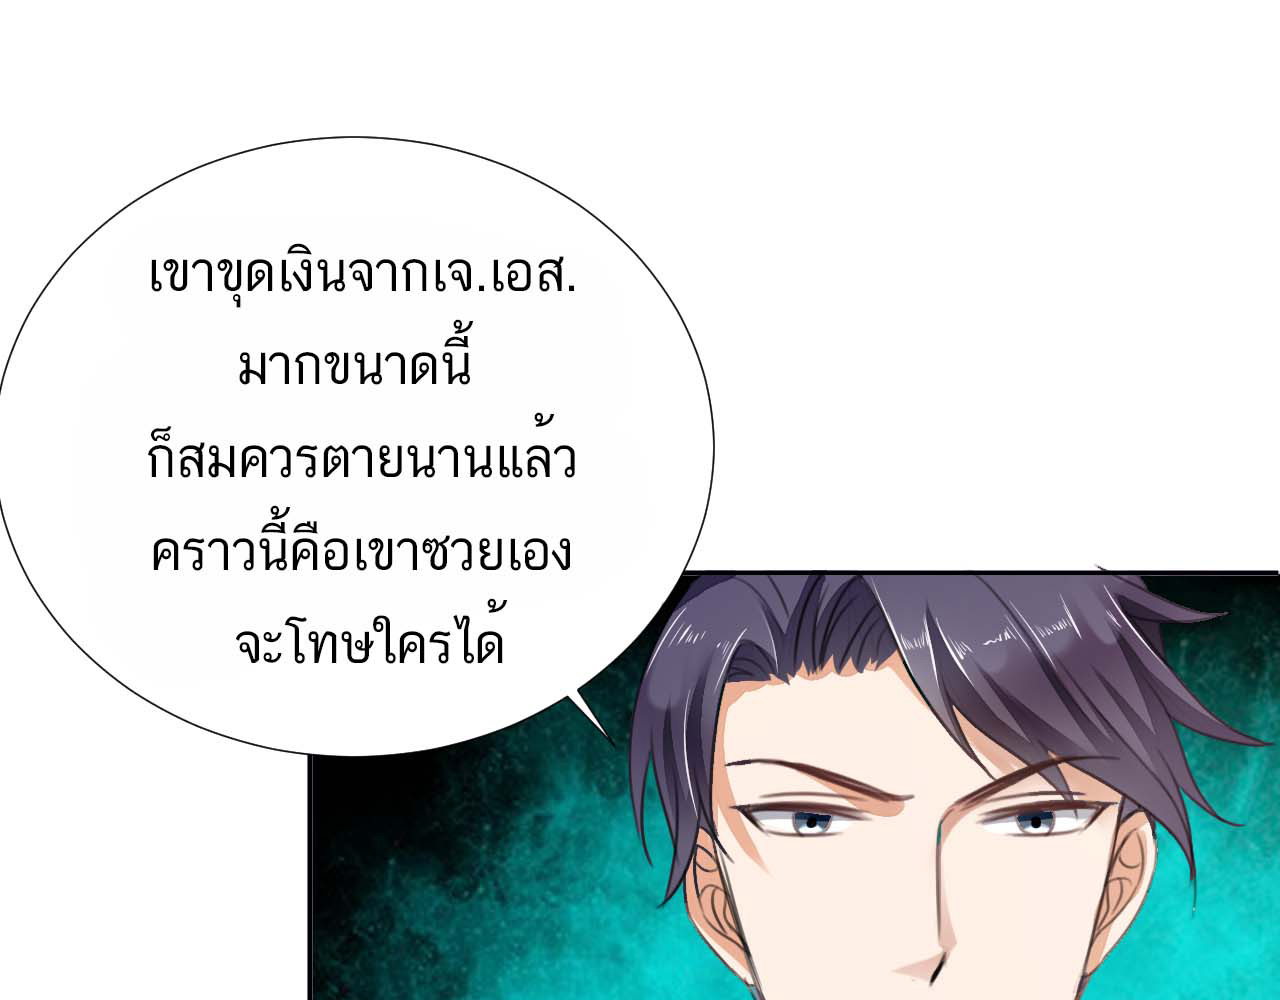 เขาขุดเงินจากเจ.เอส.
มากขนาดนี้
ก็สมควรตายนานแล้ว
คราวนี้คือเขาซวยเอง
จะโทษใครได้